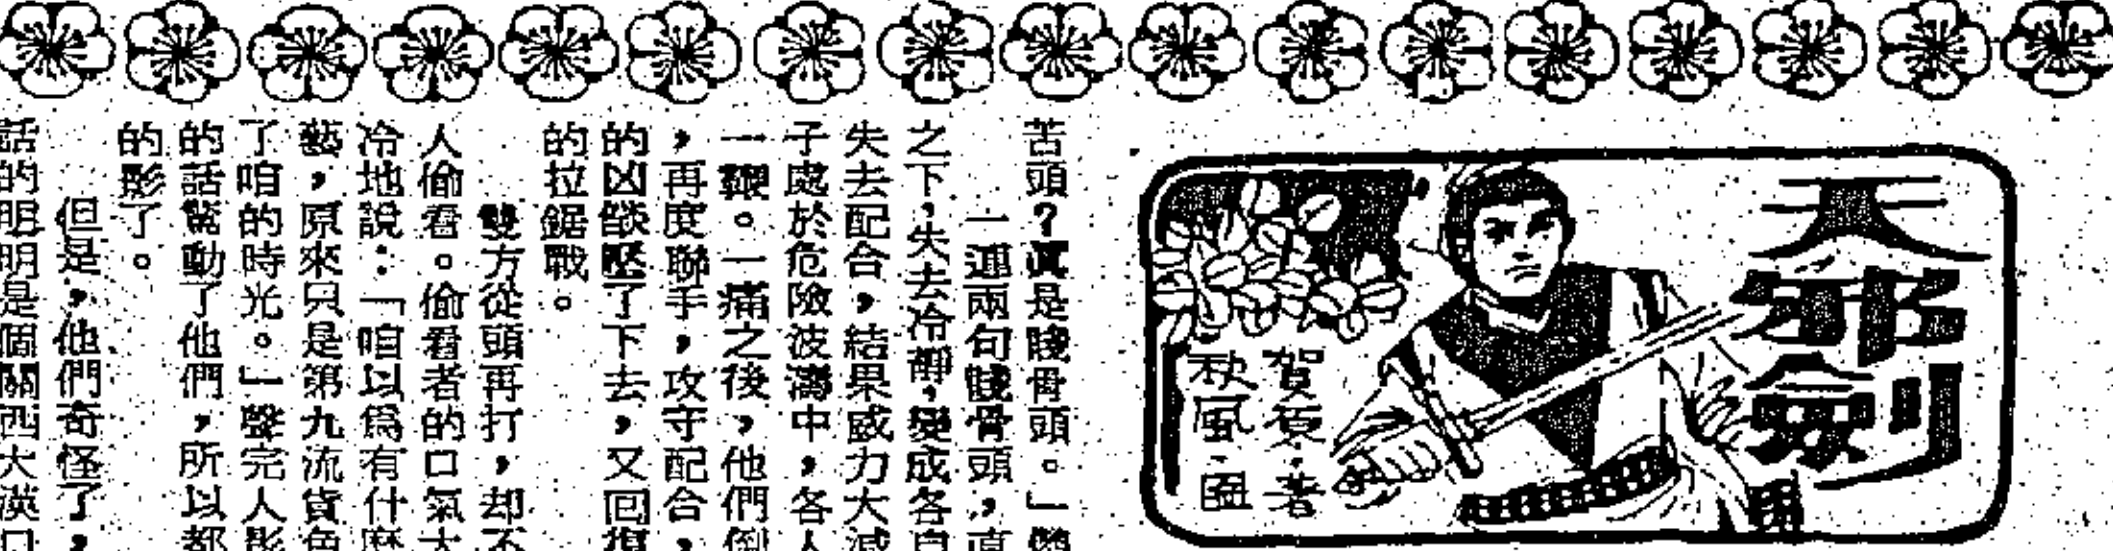 天邪劍
賀夏·著
秋風·圖
苦頭？眞是賤骨頭。」
一連兩句賤骨頭，直
之下，失去冷靜，變成各自
失去配合，結果威力大減
子處於危險波濤中，各人
一鞭。一痛之後，他們倒
，再度聯手，攻守配合，
的凶燄壓了下去，又回復
的拉鋸戰。
雙方從頭再打，却不
人偷看。偷看者的口氣大
冷地說：「咱以爲有什麽
藝，原來只是第九流貨色
了咱的時光。」聲完人影
的話驚動了他們，所以都
的影了。
但是，他們奇怪了，
話的明明是個關西大漢口